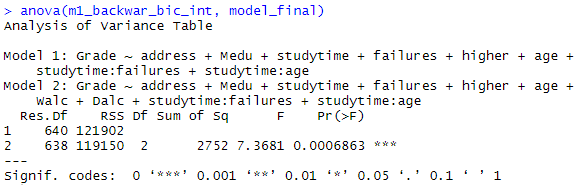 > anova(m1_backwar_bic_int, model_final)
Analysis of Variance Table

Model 1: Grade ~ address + Medu + studytime + failures + higher + age +
    studytime:failures + studytime:age
Model 2: Grade ~ address + Medu + studytime + failures + higher + age +
    Walc + Dalc + studytime:failures + studytime:age
  Res.Df    RSS Df Sum of Sq      F    Pr(>F)
1    640 121902
2    638 119150  2      2752 7.3681 0.0006863 ***
---
Signif. codes:  0 ‘***’ 0.001 ‘**’ 0.01 ‘*’ 0.05 ‘.’ 0.1 ‘ ’ 1